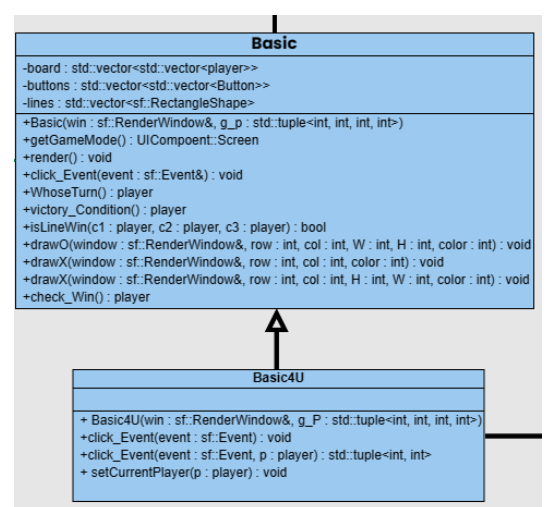 Basic
-board : std::vector<std::vector<player>>
-buttons : std::vector<std::vector<Button>>
-lines : std::vector<sf::RectangleShape>
+Basic(win : sf::RenderWindow&, g_p : std::tuple<int, int, int, int>)
+getGameMode() : UICompoent::Screen
+render() : void
+click_Event(event : sf::Event&) : void
+WhoseTurn() : player
+victory_Condition() : player
+isLineWin(c1 : player, c2 : player, c3 : player) : bool
+drawO(window : sf::RenderWindow&, row : int, col : int, W : int, H : int, color : int) : void
+drawX(window : sf::RenderWindow&, row : int, col : int, color : int) : void
+drawX(window : sf::RenderWindow&, row : int, col : int, H : int, W : int, color : int) : void
+check_Win() : player
Basic4U
+ Basic4U(win : sf::RenderWindow&, g_P : std::tuple<int, int, int, int>)
+click_Event(event : sf::Event) : void
+click_Event(event : sf::Event, p : player) : std::tuple<int, int>
+ setCurrentPlayer(p : player) : void